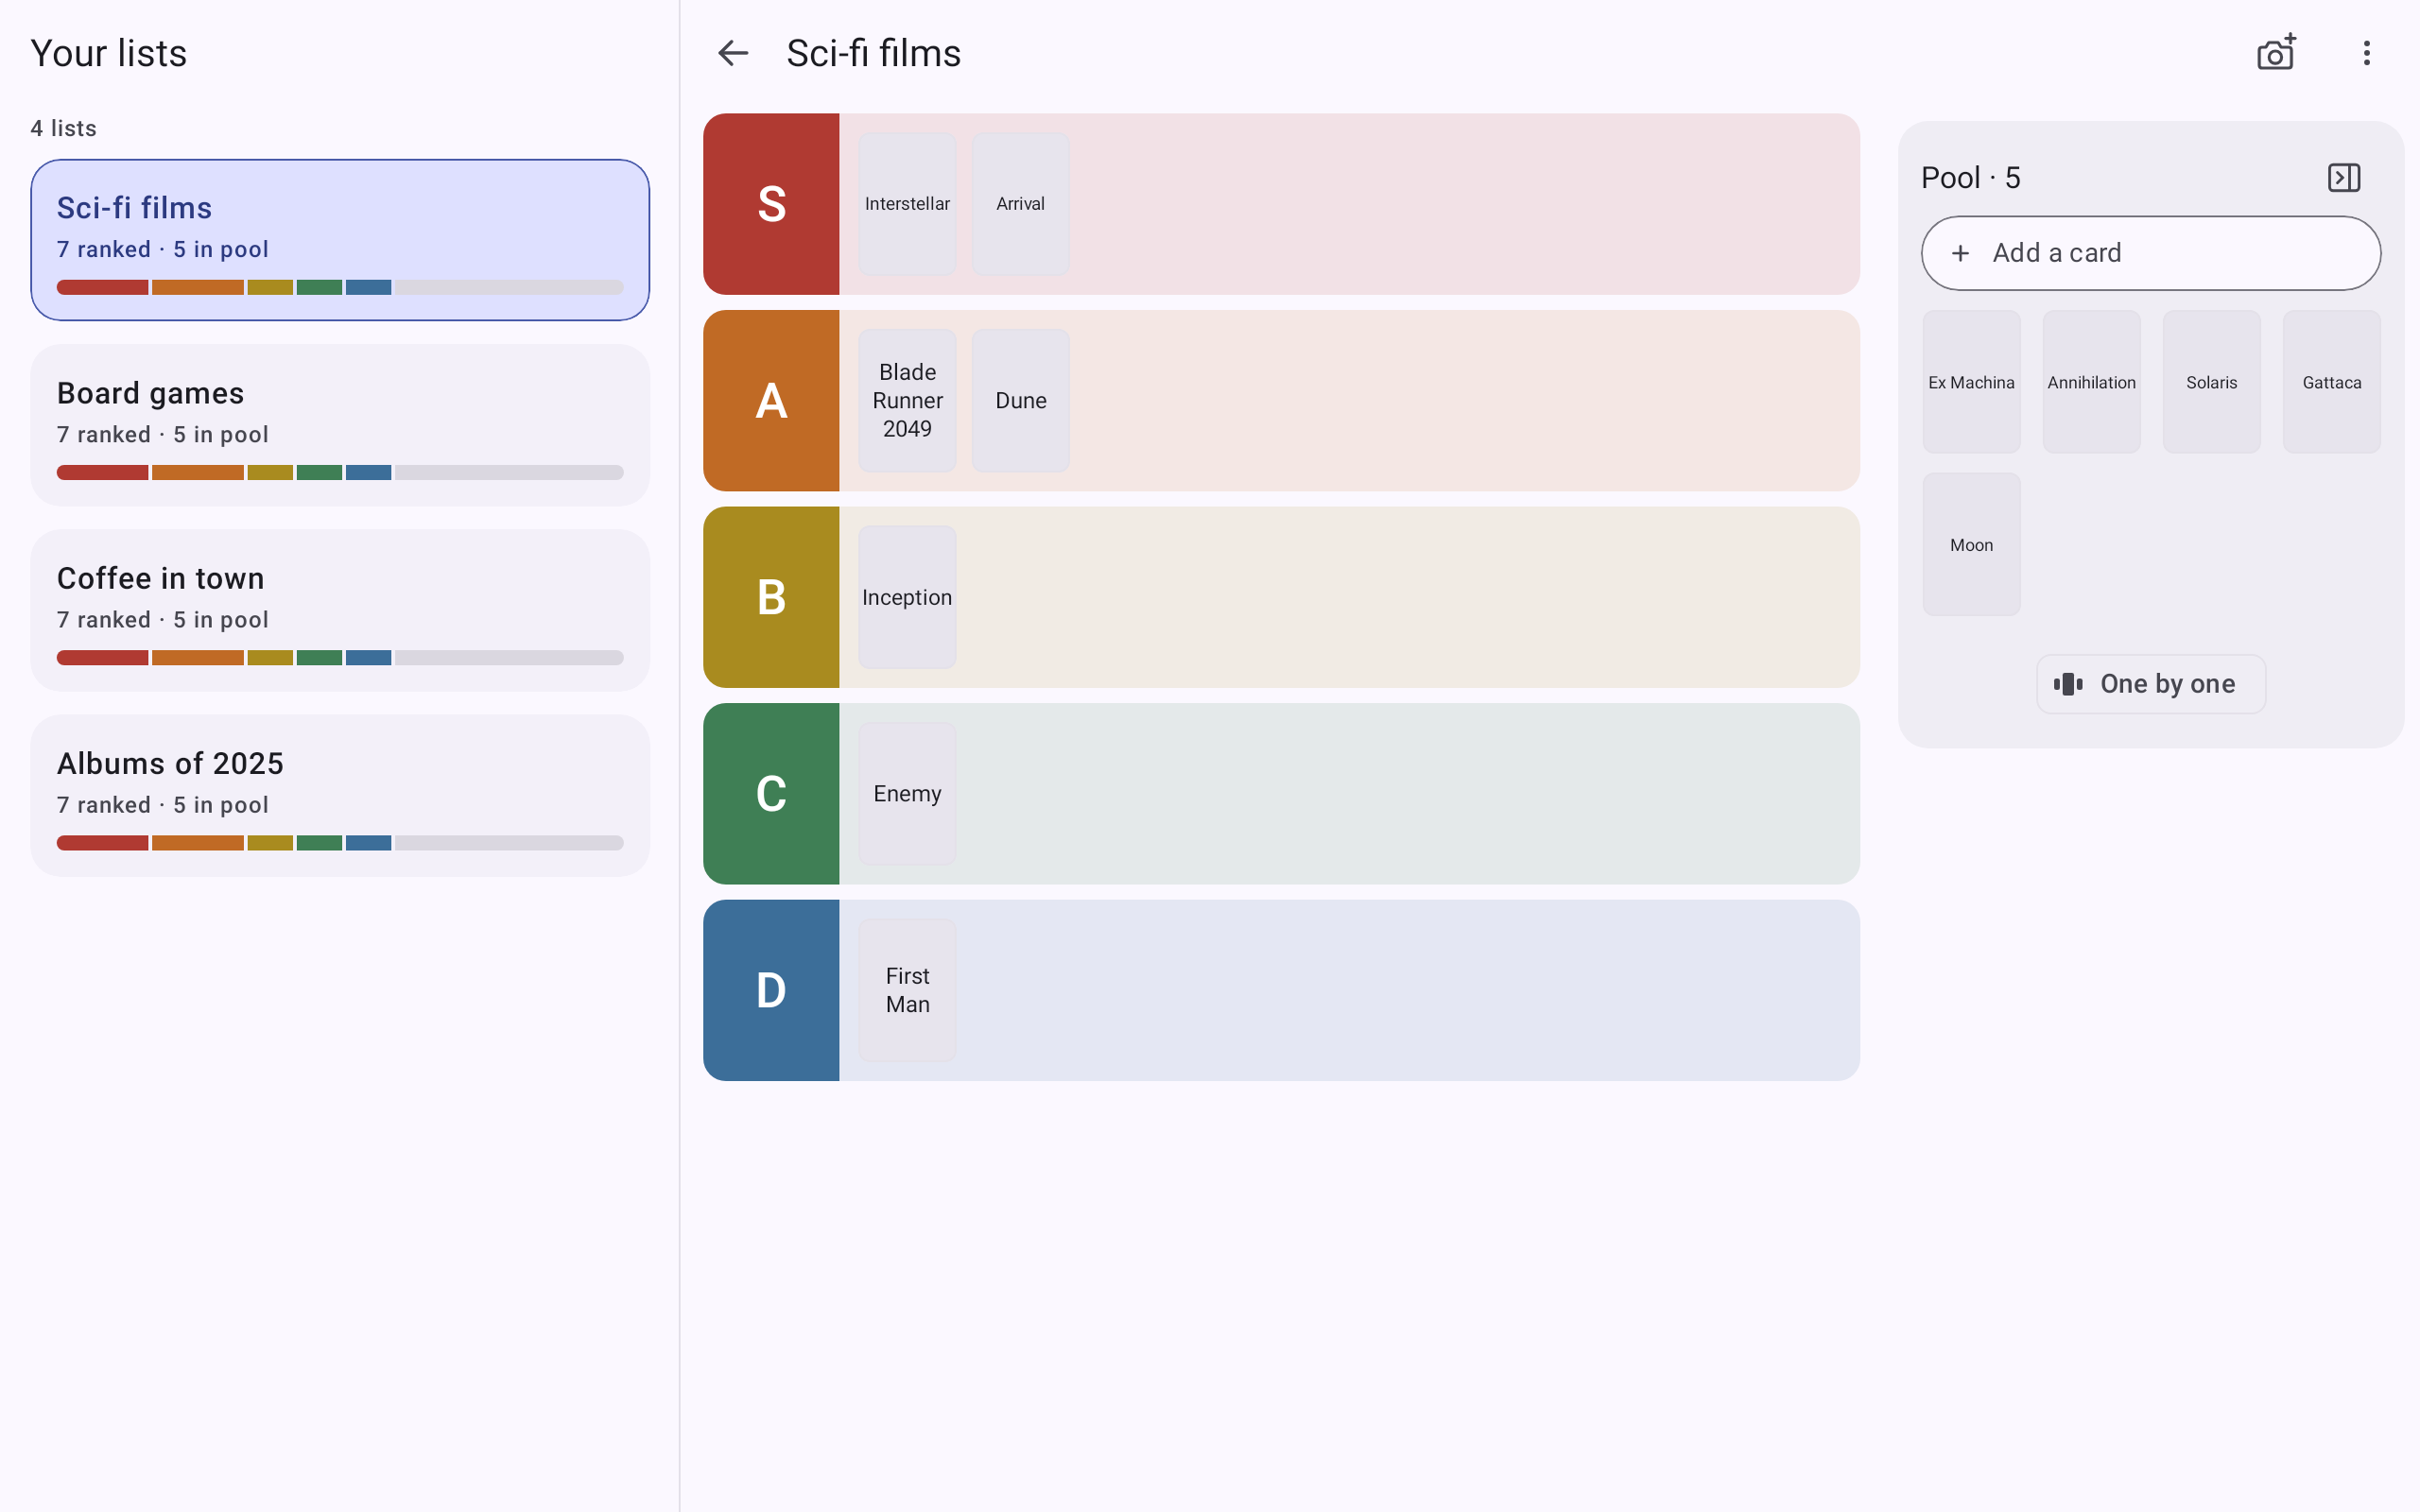 Your lists
4 lists
Sci-fi films
7 ranked · 5 in pool
Board games
7 ranked · 5 in pool
Coffee in town
7 ranked · 5 in pool
Albums of 2025
7 ranked · 5 in pool
Sci-fi films
S
Interstellar
Arrival
A
Blade
Runner
2049
Dune
B
Inception
C
Enemy
D
First
Man
Pool · 5
Add a card
Ex Machina
Annihilation
Solaris
Gattaca
Moon
One by one